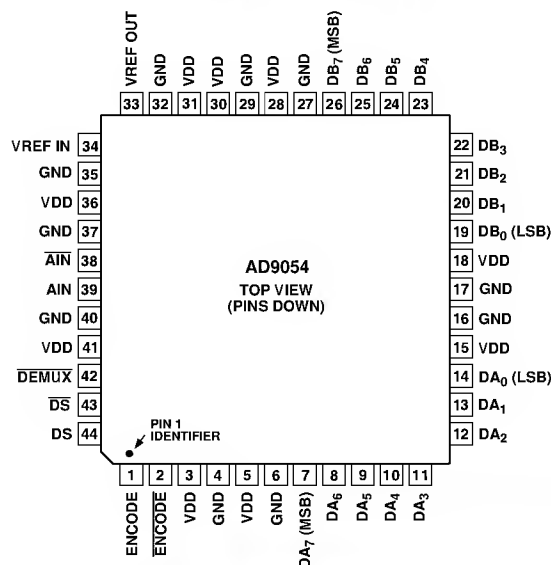 VREF OUT
GND
VDD
VDD
GND
VDD
GND
DB₇ (MSB)
DB₆
DB₅
DB₄
33 32 31 30 29 28 27 26 25 24 23
VREF IN 34
GND 35
VDD 36
GND 37
A̅I̅N̅ 38
AIN 39
GND 40
VDD 41
D̅E̅M̅U̅X̅ 42
D̅S̅ 43
DS 44
AD9054
TOP VIEW
(PINS DOWN)
PIN 1
IDENTIFIER
22 DB₃
21 DB₂
20 DB₁
19 DB₀ (LSB)
18 VDD
17 GND
16 GND
15 VDD
14 DA₀ (LSB)
13 DA₁
12 DA₂
1 2 3 4 5 6 7 8 9 10 11
ENCODE
E̅N̅C̅O̅D̅E̅
VDD
GND
VDD
GND
DA₇ (MSB)
DA₆
DA₅
DA₄
DA₃